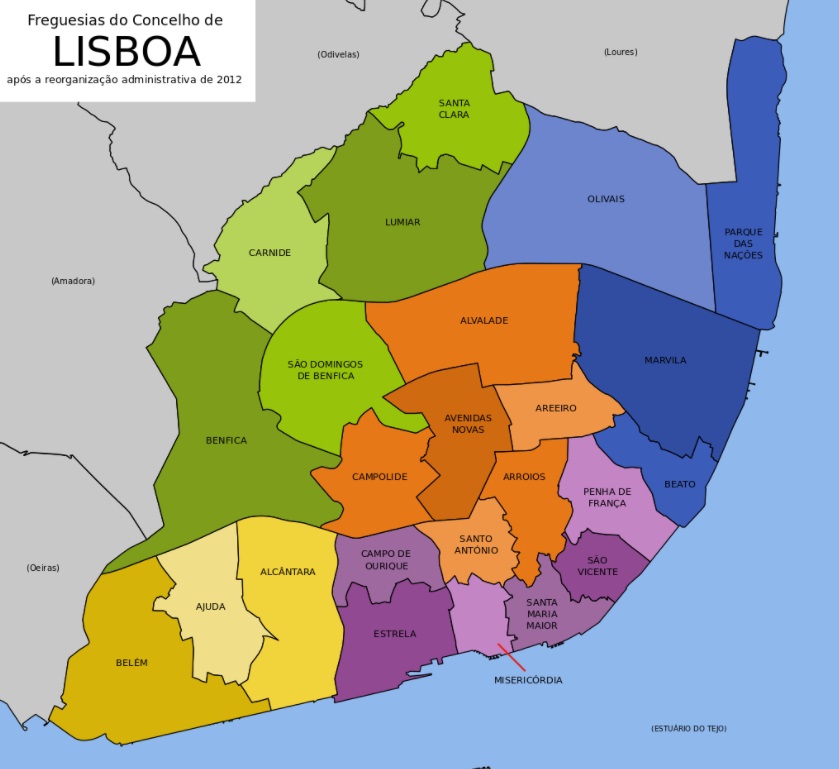 Freguesias do Concelho de
LISBOA
após a reorganização administrativa de 2012
(Odivelas)
(Loures)
SANTA
CLARA
OLIVAIS
LUMIAR
PARQUE
DAS
NAÇÕES
CARNIDE
(Amadora)
ALVALADE
MARVILA
SÃO DOMINGOS
DE BENFICA
AREEIRO
AVENIDAS
NOVAS
BENFICA
CAMPOLIDE
ARROIOS
BEATO
PENHA DE
FRANÇA
SANTO
ANTÓNIO
CAMPO DE
OURIQUE
SÃO
VICENTE
(Oeiras)
ALCÂNTARA
AJUDA
SANTA
MARIA
MAIOR
ESTRELA
BELÉM
MISERICÓRDIA
(ESTUÁRIO DO TEJO)